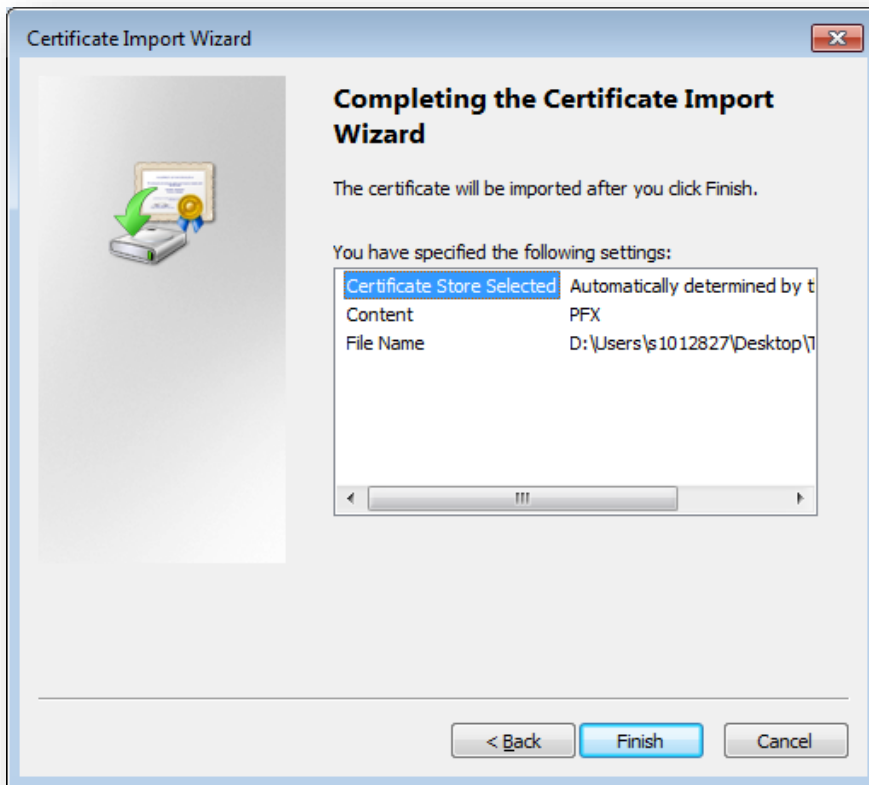 Certificate Import Wizard
Completing the Certificate Import
Wizard
The certificate will be imported after you click Finish.
You have specified the following settings:
Certificate Store Selected Automatically determined by t
Content PFX
File Name D:\Users\s1012827\Desktop\T
< Back Finish Cancel